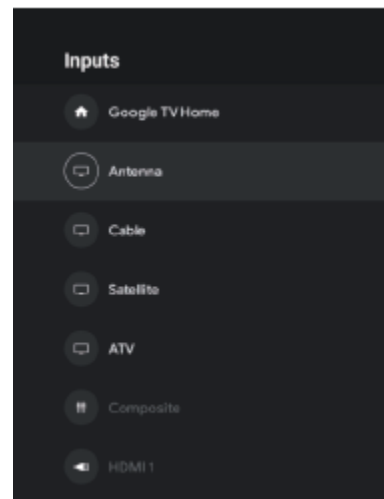 Inputs
Google TV Home
Antenna
Cable
Satellite
ATV
Composite
HDMI 1